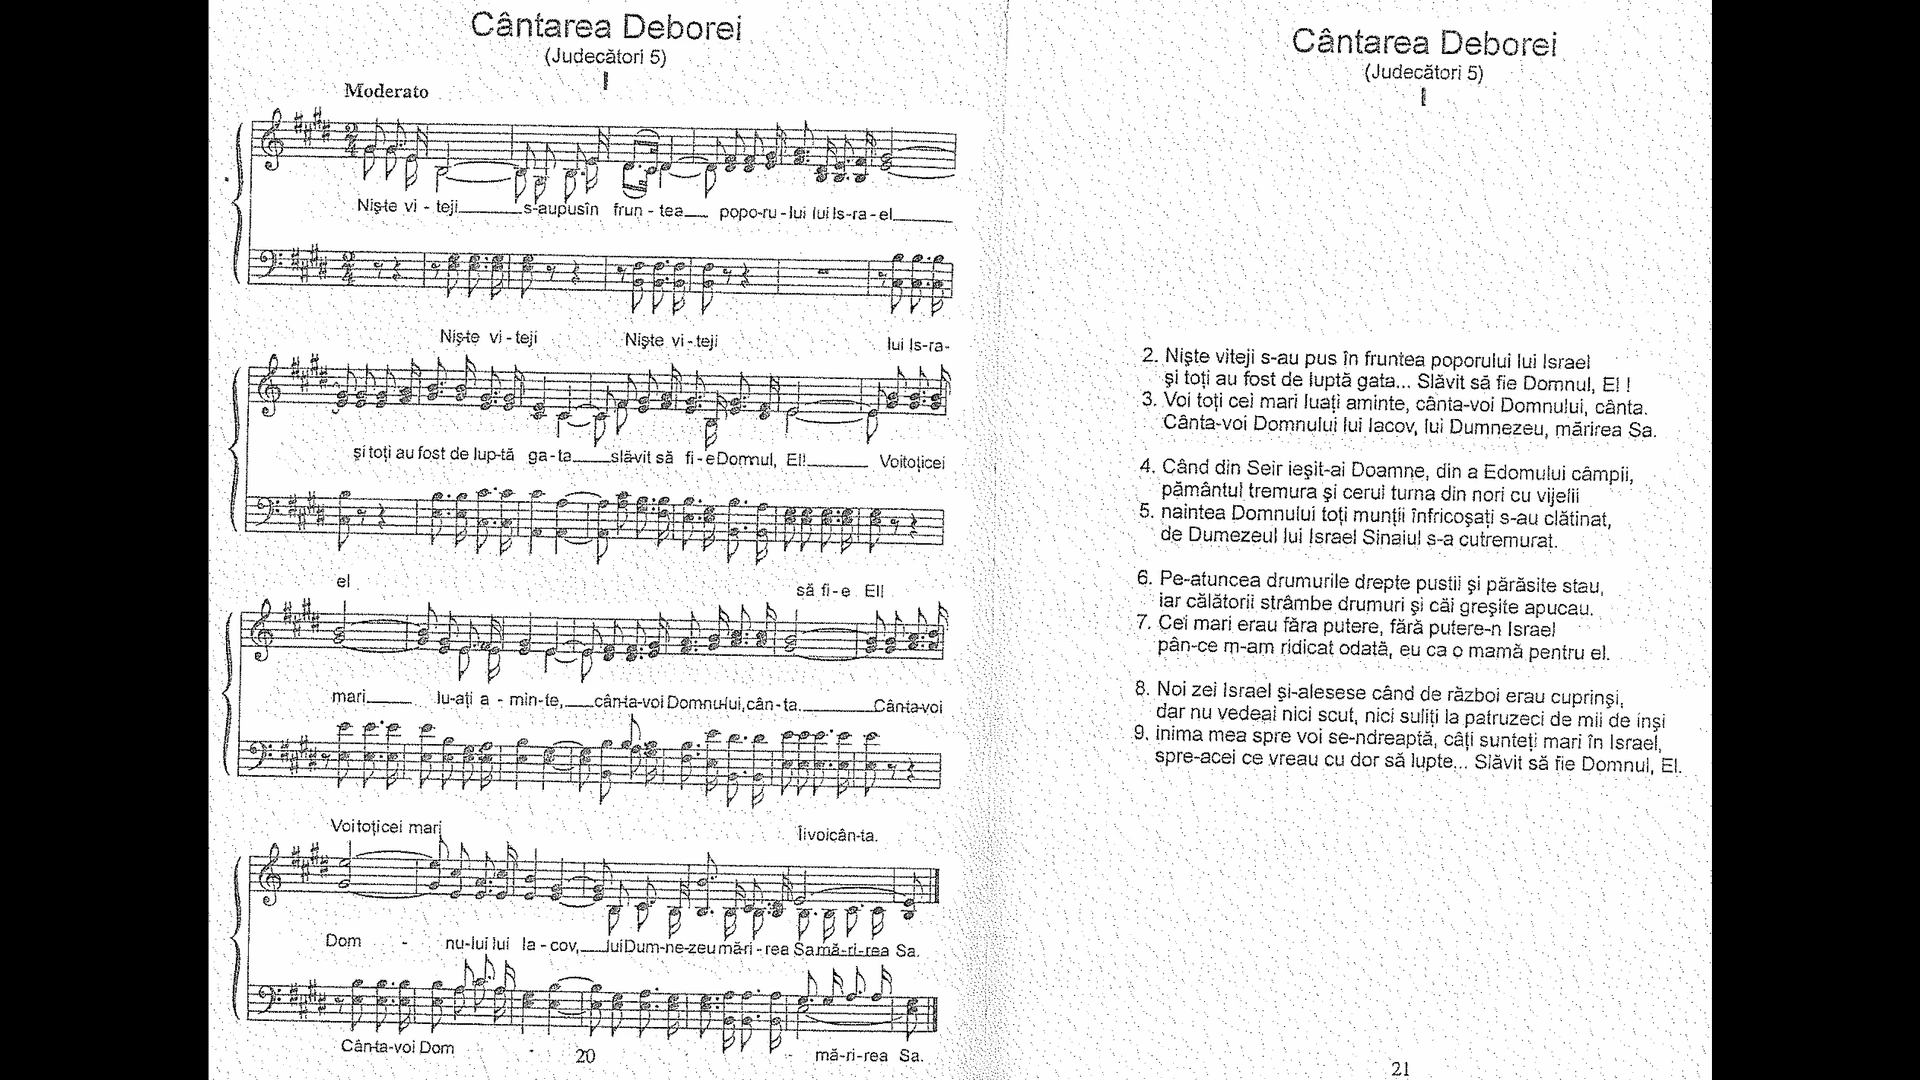 Cântarea Deborei
(Judecători 5)
I
Moderato
Nişte vi - teji s-aupusîn frun - tea popo-ru - lui lui Is-ra - el
Nişte vi - teji Nişte vi - teji lui Is-ra-
şi toţi au fost de lup-tă ga - ta slăvit să fi - e Domnul, El! Voitoţicei
el să fi - e El!
mari lu-aţi a - min-te, cân-ta-voi Domnu-lui, cân - ta. Cân-ta-voi
Voitoţicei mari Îivoicân-ta.
Dom - nu-lui lui Ia - cov, lui Dum-ne-zeu mări - rea Sa mă-ri-rea Sa.
Cân-ta-voi Dom mă-ri-rea Sa.
20
Cântarea Deborei
(Judecători 5)
I
2. Nişte viteji s-au pus în fruntea poporului lui Israel
şi toţi au fost de luptă gata... Slăvit să fie Domnul, El !
3. Voi toţi cei mari luaţi aminte, cânta-voi Domnului, cânta.
Cânta-voi Domnului lui Iacov, lui Dumnezeu, mărirea Sa.
4. Când din Seir ieşit-ai Doamne, din a Edomului câmpii,
pământul tremura şi cerul turna din nori cu vijelii
5. naintea Domnului toţi munţii înfricoşaţi s-au clătinat,
de Dumezeul lui Israel Sinaiul s-a cutremurat.
6. Pe-atuncea drumurile drepte pustii şi părăsite stau,
iar călătorii strâmbe drumuri şi căi greşite apucau.
7. Cei mari erau făra putere, fără putere-n Israel
pân-ce m-am ridicat odată, eu ca o mamă pentru el.
8. Noi zei Israel şi-alesese când de război erau cuprinşi,
dar nu vedeai nici scut, nici suliţi la patruzeci de mii de inşi
9. inima mea spre voi se-ndreaptă, câţi sunteţi mari în Israel,
spre-acei ce vreau cu dor să lupte... Slăvit să fie Domnul, El.
21